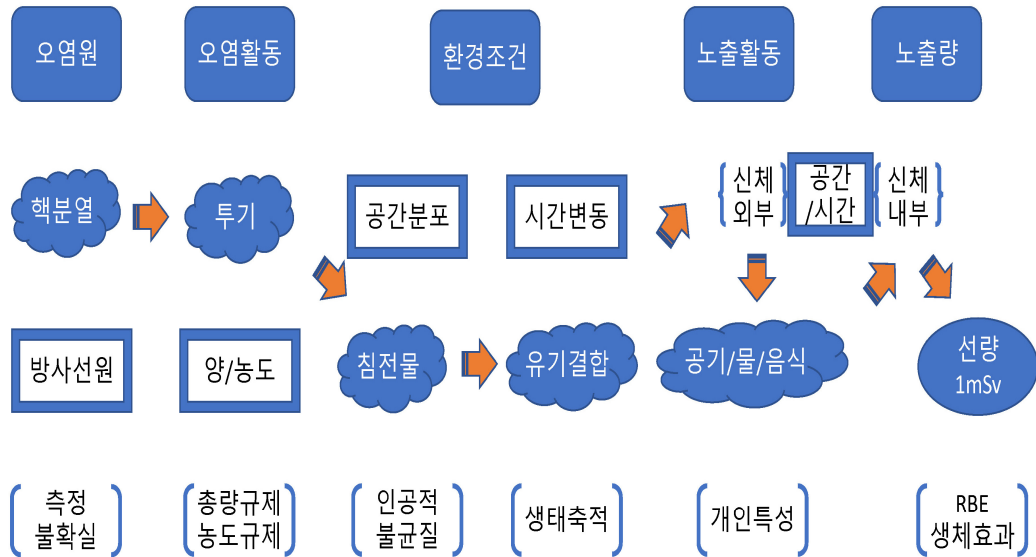 오염원
오염활동
환경조건
노출활동
노출량
핵분열
투기
공간분포
시간변동
신체
외부
공간
/시간
신체
내부
방사선원
양/농도
침전물
유기결합
공기/물/음식
선량
1mSv
측정
불확실
총량규제
농도규제
인공적
불균질
생태축적
개인특성
RBE
생체효과